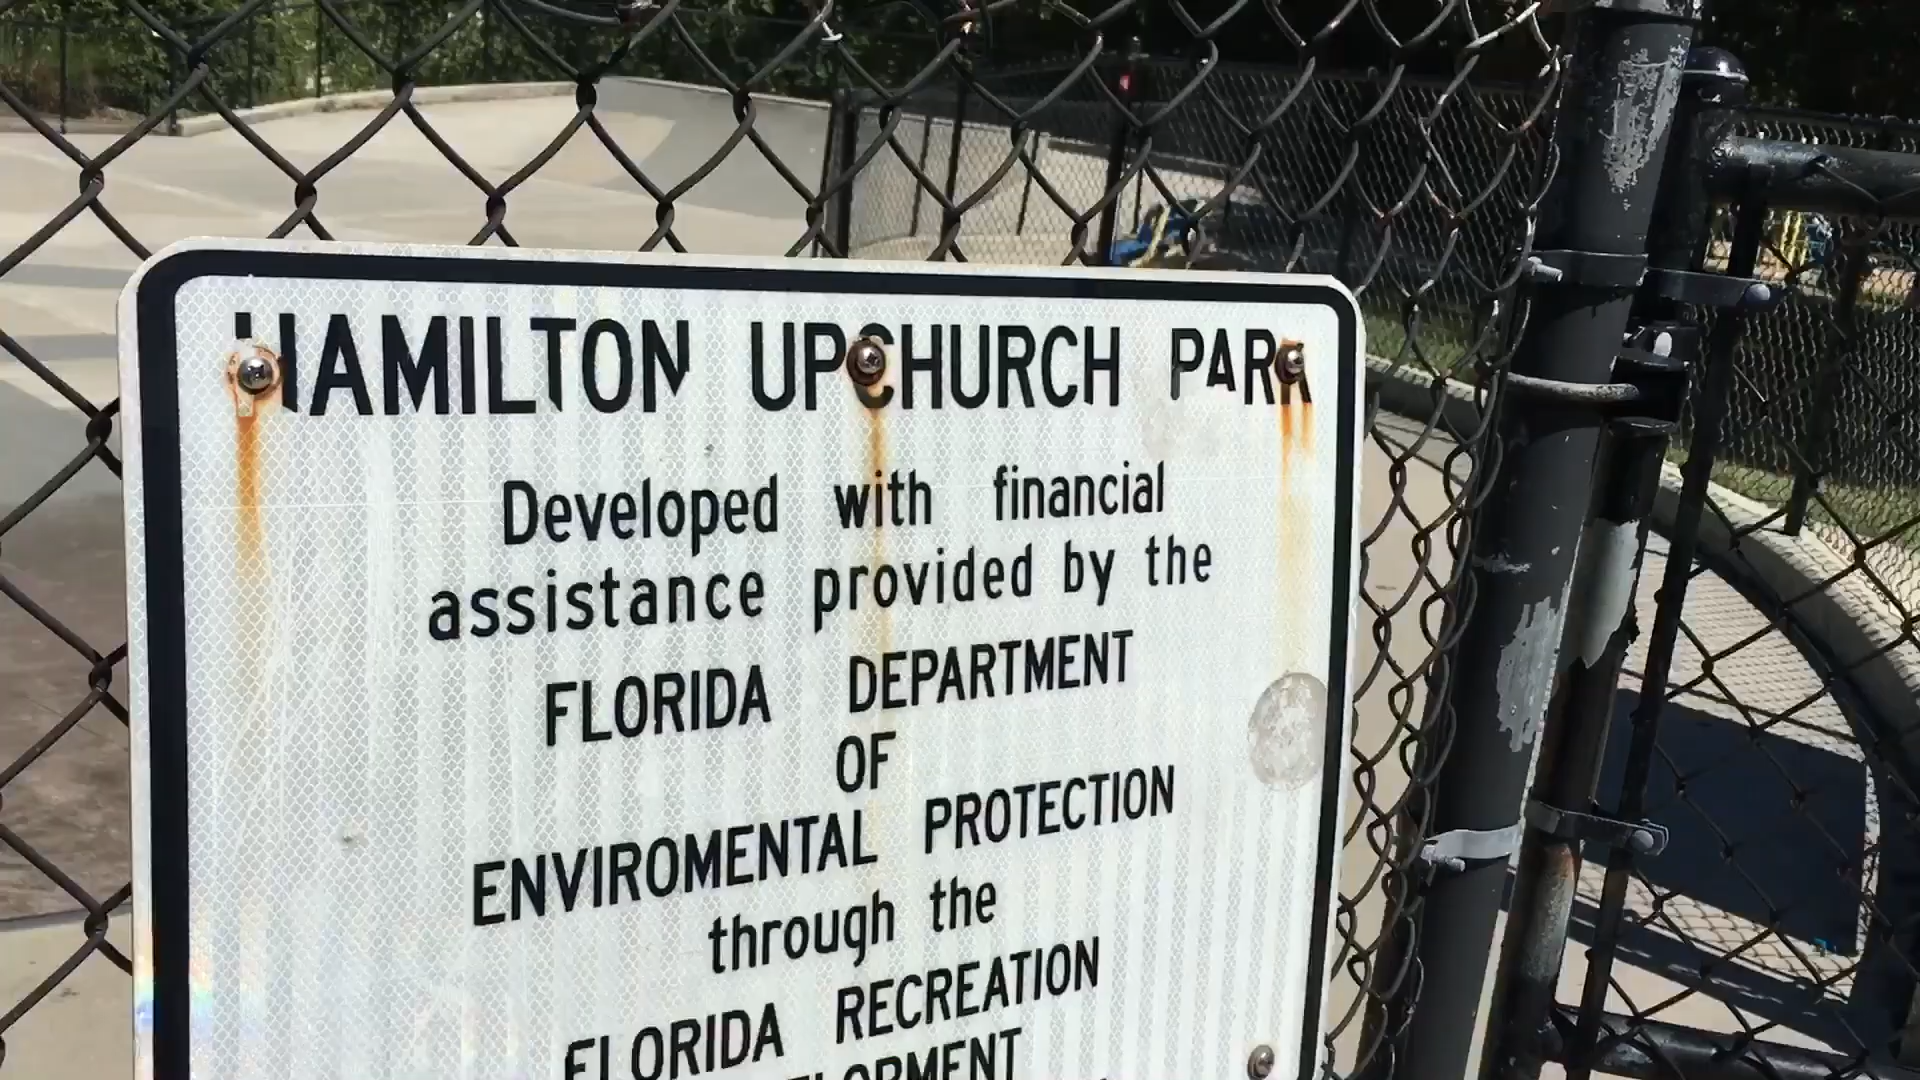 HAMILTON UPCHURCH PARK
Developed with financial
assistance provided by the
FLORIDA DEPARTMENT
OF
ENVIROMENTAL PROTECTION
through the
FLORIDA RECREATION